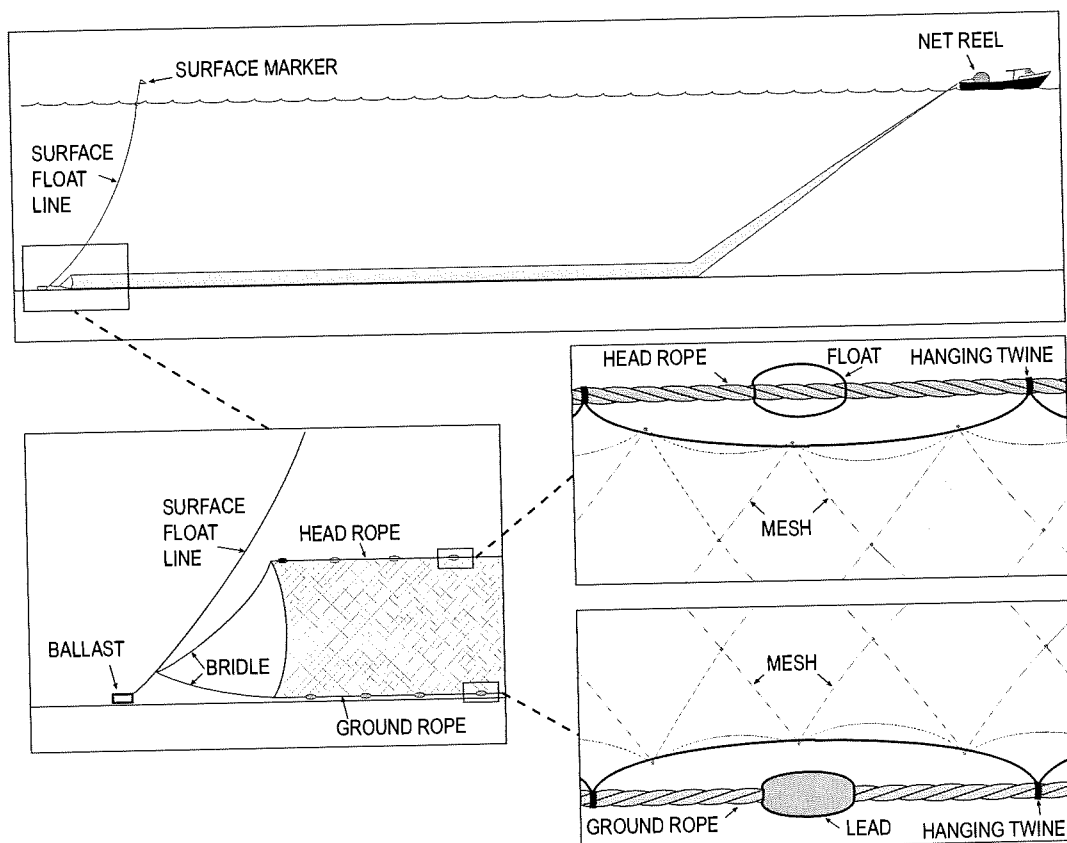 NET REEL
SURFACE MARKER
SURFACE
FLOAT
LINE
HEAD ROPE
FLOAT
HANGING TWINE
MESH
SURFACE
FLOAT
LINE
HEAD ROPE
BALLAST
BRIDLE
GROUND ROPE
MESH
GROUND ROPE
LEAD
HANGING TWINE